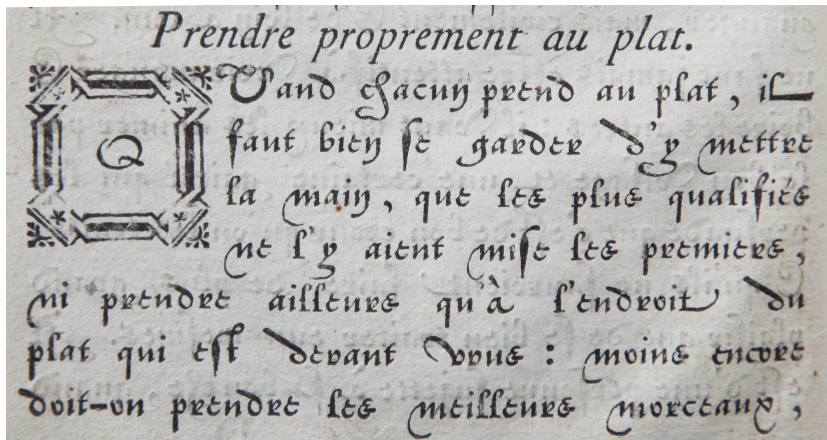 Prendre proprement au plat.
QUand chacun prend au plat, il
faut bien se garder d'y mettre
la main, que les plus qualifiés
ne l'y aient mise les premiers,
ni prendre ailleurs qu'à l'endroit du
plat qui est devant vous : moins encore
doit-on prendre les meilleurs morceaux,